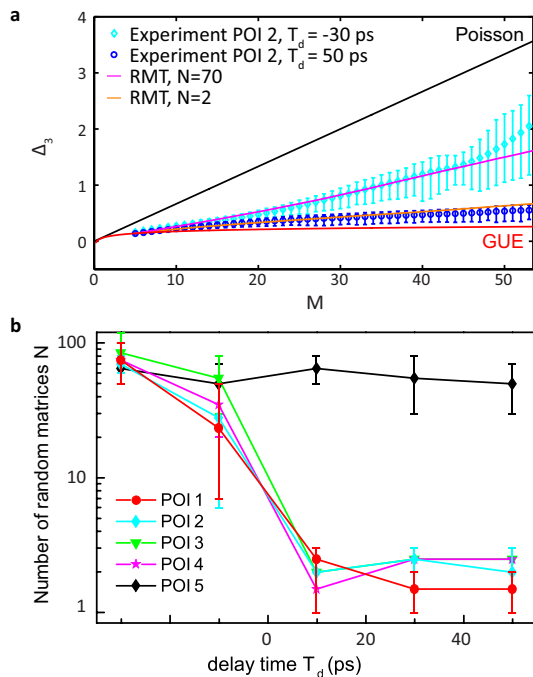 a
4
3
2
1
0
Δ3
Experiment POI 2, Td = -30 ps
Experiment POI 2, Td = 50 ps
RMT, N=70
RMT, N=2
Poisson
GUE
0 10 20 30 40 50
M
b
100
10
1
Number of random matrices N
POI 1
POI 2
POI 3
POI 4
POI 5
0 20 40
delay time Td (ps)